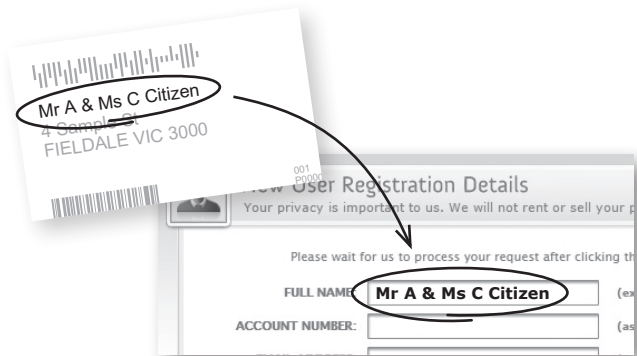 Mr A & Ms C Citizen
4 Sample St
FIELDALE VIC 3000
001
P0000
New User Registration Details
Your privacy is important to us. We will not rent or sell your p
Please wait for us to process your request after clicking th
FULL NAME: Mr A & Ms C Citizen (ex
ACCOUNT NUMBER: (as